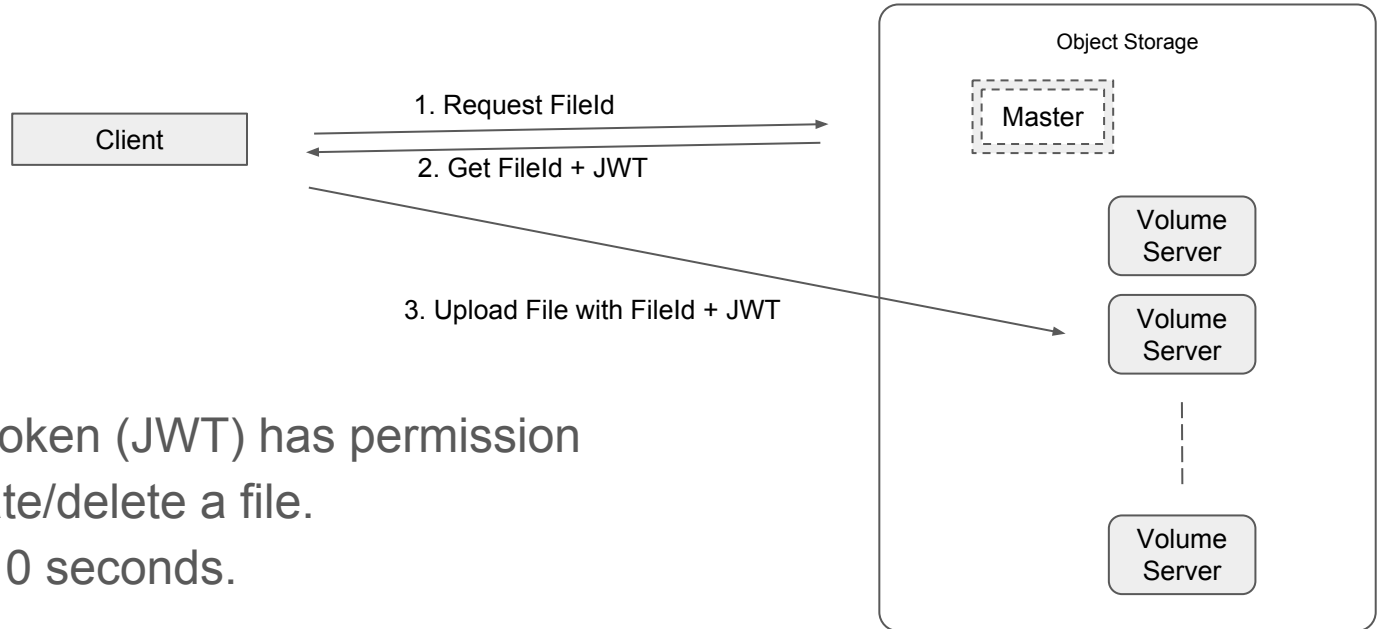 Object Storage
Master
Client
1. Request FileId
2. Get FileId + JWT
Volume
Server
3. Upload File with FileId + JWT
Volume
Server
oken (JWT) has permission
te/delete a file.
0 seconds.
Volume
Server